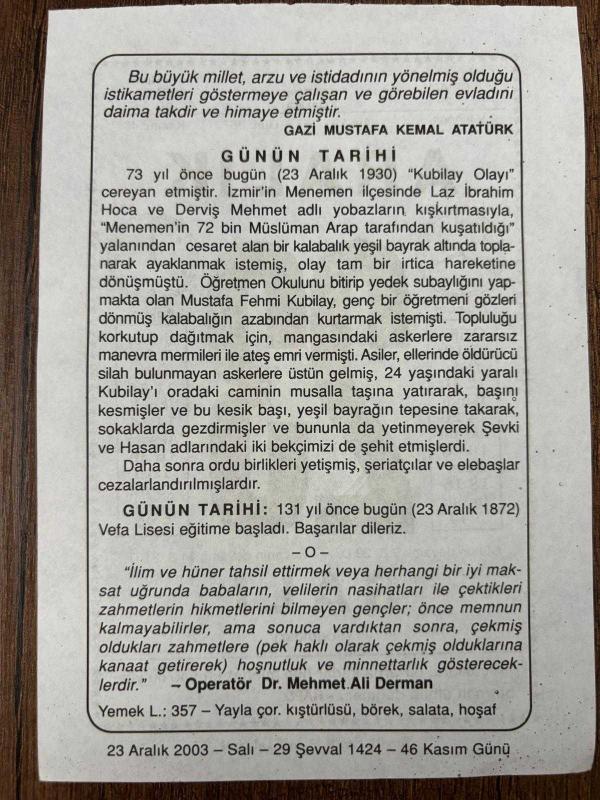 Bu büyük millet, arzu ve istidadının yönelmiş olduğu
istikametleri göstermeye çalışan ve görebilen evladını
daima takdir ve himaye etmiştir.
GAZİ MUSTAFA KEMAL ATATÜRK
GÜNÜN TARİHİ
73 yıl önce bugün (23 Aralık 1930) “Kubilay Olayı”
cereyan etmiştir. İzmir’in Menemen ilçesinde Laz İbrahim
Hoca ve Derviş Mehmet adlı yobazların kışkırtmasıyla,
“Menemen’in 72 bin Müslüman Arap tarafından kuşatıldığı”
yalanından cesaret alan bir kalabalık yeşil bayrak altında topla-
narak ayaklanmak istemiş, olay tam bir irtica hareketine
dönüşmüştü. Öğretmen Okulunu bitirip yedek subaylığını yap-
makta olan Mustafa Fehmi Kubilay, genç bir öğretmeni gözleri
dönmüş kalabalığın azabından kurtarmak istemişti. Topluluğu
korkutup dağıtmak için, mangasındaki askerlere zararsız
manevra mermileri ile ateş emri vermişti. Asiler, ellerinde öldürücü
silah bulunmayan askerlere üstün gelmiş, 24 yaşındaki yaralı
Kubilay’ı oradaki caminin musalla taşına yatırarak, başını
kesmişler ve bu kesik başı, yeşil bayrağın tepesine takarak,
sokaklarda gezdirmişler ve bununla da yetinmeyerek Şevki
ve Hasan adlarındaki iki bekçimizi de şehit etmişlerdi.
Daha sonra ordu birlikleri yetişmiş, şeriatçılar ve elebaşlar
cezalarlandırılmışlardır.
GÜNÜN TARİHİ: 131 yıl önce bugün (23 Aralık 1872)
Vefa Lisesi eğitime başladı. Başarılar dileriz.
– O –
“İlim ve hüner tahsil ettirmek veya herhangi bir iyi mak-
sat uğrunda babaların, velilerin nasihatları ile çektikleri
zahmetlerin hikmetlerini bilmeyen gençler; önce memnun
kalmayabilirler, ama sonuca vardıktan sonra, çekmiş
oldukları zahmetlere (pek haklı olarak çekmiş olduklarına
kanaat getirerek) hoşnutluk ve minnettarlık gösterecek-
lerdir.” – Operatör Dr. Mehmet Ali Derman
Yemek L.: 357 – Yayla çor. kıştürlüsü, börek, salata, hoşaf
23 Aralık 2003 – Salı – 29 Şevval 1424 – 46 Kasım Günü